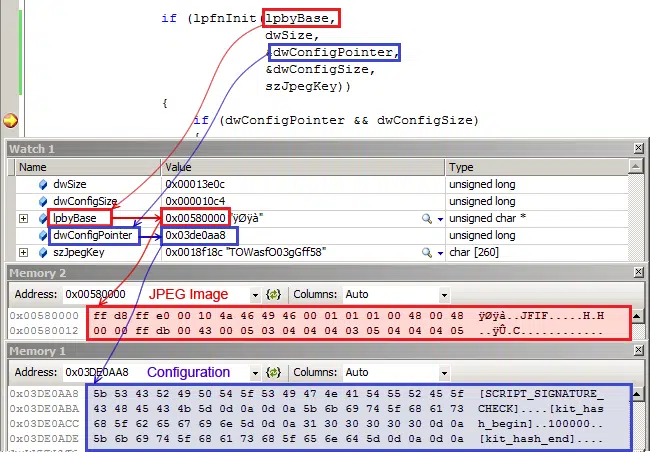 if (lpfnInit(lpbyBase,
dwSize,
&dwConfigPointer,
&dwConfigSize,
szJpegKey))
{
if (dwConfigPointer && dwConfigSize)
Watch 1
Name Value Type
dwSize 0x00013e0c unsigned long
dwConfigSize 0x000010c4 unsigned long
lpbyBase 0x00580000 "ÿØÿà" unsigned char *
dwConfigPointer 0x03de0aa8 unsigned long
szJpegKey 0x0018f18c "TOWasfO03gGff58" char [260]
Memory 2
Address: 0x00580000 JPEG Image Columns: Auto
0x00580000 ff d8 ff e0 00 10 4a 46 49 46 00 01 01 01 00 48 00 48 ÿØÿà..JFIF.....H.H
0x00580012 00 00 ff db 00 43 00 05 03 04 04 04 03 05 04 04 04 05 ..ÿÛ.C............
Memory 1
Address: 0x03DE0AA8 Configuration Columns: Auto
0x03DE0AA8 5b 53 43 52 49 50 54 5f 53 49 47 4e 41 54 55 52 45 5f [SCRIPT_SIGNATURE_
0x03DE0ABA 43 48 45 43 4b 5d 0d 0a 0d 0a 5b 6b 69 74 5f 68 61 73 CHECK]....[kit_has
0x03DE0ACC 68 5f 62 65 67 69 6e 5d 0d 0a 31 30 30 30 30 30 0d 0a h_begin]..100000..
0x03DE0ADE 5b 6b 69 74 5f 68 61 73 68 5f 65 6e 64 5d 0d 0a 0d 0a [kit_hash_end]....